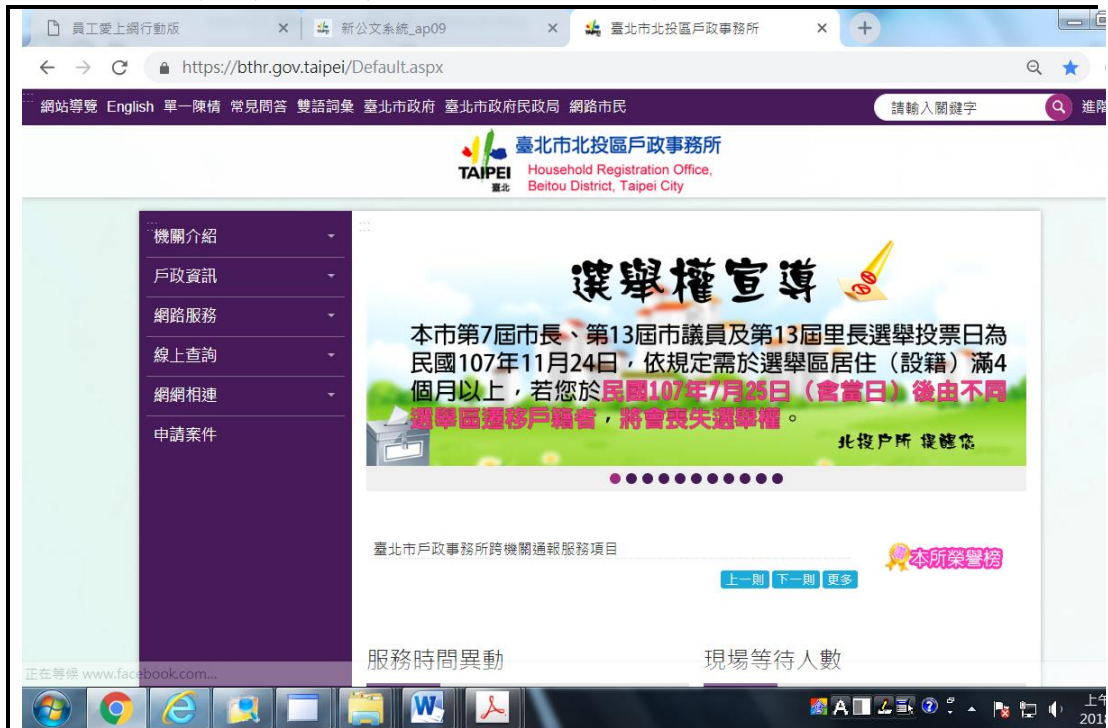 員工愛上網行動版
新公文系統_ap09
臺北市北投區戶政事務所
https://bthr.gov.taipei/Default.aspx
網站導覽 English 單一陳情 常見問答 雙語詞彙 臺北市政府 臺北市政府民政局 網路市民
請輸入關鍵字
進階
臺北市北投區戶政事務所
TAIPEI
臺北
Household Registration Office,
Beitou District, Taipei City
機關介紹
戶政資訊
網路服務
線上查詢
網網相連
申請案件
選舉權宣導
本市第7屆市長、第13屆市議員及第13屆里長選舉投票日為
民國107年11月24日，依規定需於選舉區居住（設籍）滿4
個月以上，若您於民國107年7月25日（含當日）後由不同
選舉區遷移戶籍者，將會喪失選舉權。
北投戶所 提醒您
臺北市戶政事務所跨機關通報服務項目
本所榮譽榜
上一則 下一則 更多
服務時間異動
現場等待人數
正在等候 www.facebook.com...
上午